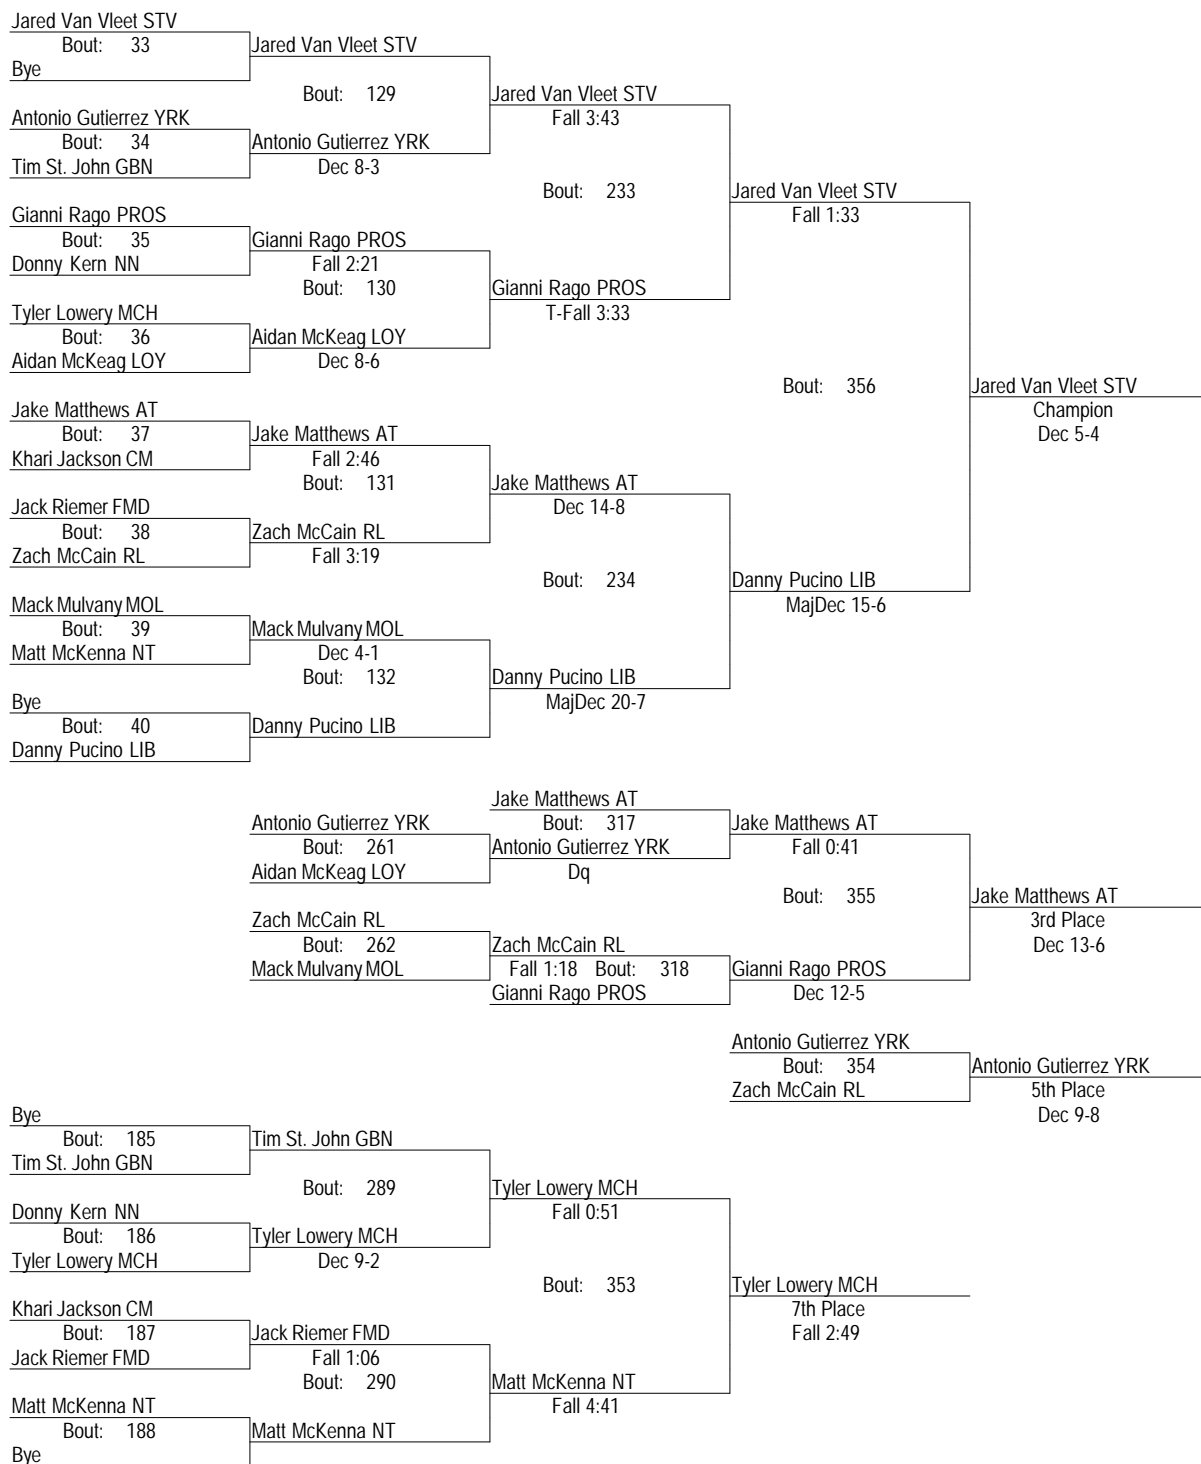 Jared Van Vleet STV
Bout: 33 Jared Van Vleet STV
Bye
Bout: 129 Jared Van Vleet STV
Antonio Gutierrez YRK Fall 3:43
Bout: 34 Antonio Gutierrez YRK
Tim St. John GBN Dec 8-3
Bout: 233 Jared Van Vleet STV
Gianni Rago PROS Fall 1:33
Bout: 35 Gianni Rago PROS
Donny Kern NN Fall 2:21
Bout: 130 Gianni Rago PROS
Tyler Lowery MCH T-Fall 3:33
Bout: 36 Aidan McKeag LOY
Aidan McKeag LOY Dec 8-6
Bout: 356 Jared Van Vleet STV
Jake Matthews AT Champion
Bout: 37 Jake Matthews AT Dec 5-4
Khari Jackson CM Fall 2:46
Bout: 131 Jake Matthews AT
Jack Riemer FMD Dec 14-8
Bout: 38 Zach McCain RL
Zach McCain RL Fall 3:19
Bout: 234 Danny Pucino LIB
Mack Mulvany MOL MajDec 15-6
Bout: 39 Mack Mulvany MOL
Matt McKenna NT Dec 4-1
Bout: 132 Danny Pucino LIB
Bye MajDec 20-7
Bout: 40 Danny Pucino LIB
Danny Pucino LIB
Jake Matthews AT
Antonio Gutierrez YRK Bout: 317 Jake Matthews AT
Bout: 261 Antonio Gutierrez YRK Fall 0:41
Aidan McKeag LOY Dq
Bout: 355 Jake Matthews AT
Zach McCain RL 3rd Place
Bout: 262 Zach McCain RL Dec 13-6
Mack Mulvany MOL Fall 1:18 Bout: 318 Gianni Rago PROS
Gianni Rago PROS Dec 12-5
Antonio Gutierrez YRK
Bout: 354 Antonio Gutierrez YRK
Zach McCain RL 5th Place
Bye Dec 9-8
Bout: 185 Tim St. John GBN
Tim St. John GBN
Bout: 289 Tyler Lowery MCH
Donny Kern NN Fall 0:51
Bout: 186 Tyler Lowery MCH
Tyler Lowery MCH Dec 9-2
Bout: 353 Tyler Lowery MCH
Khari Jackson CM 7th Place
Bout: 187 Jack Riemer FMD Fall 2:49
Jack Riemer FMD Fall 1:06
Bout: 290 Matt McKenna NT
Matt McKenna NT Fall 4:41
Bout: 188 Matt McKenna NT
Bye